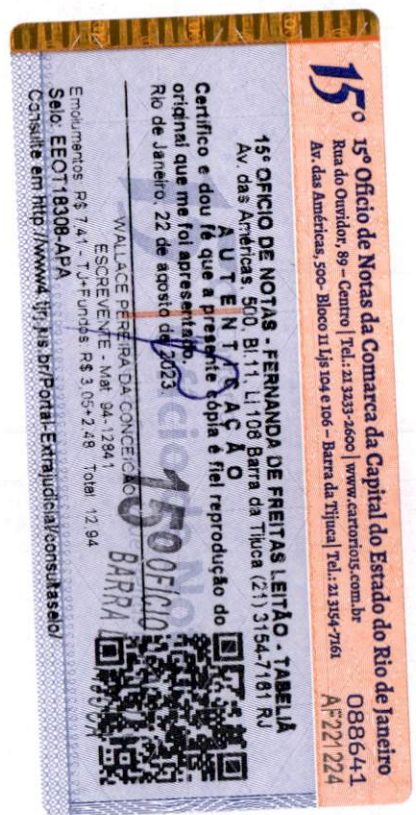 15º 15º Ofício de Notas da Comarca da Capital do Estado do Rio de Janeiro
Rua do Ouvidor, 89 – Centro | Tel.: 21 3233-2600 | www.cartorio15.com.br
Av. das Américas, 500 - Bloco 11 Ljs 104 e 106 – Barra da Tijuca | Tel.: 21 3154-7161
088641
AF221224
15º OFICIO DE NOTAS - FERNANDA DE FREITAS LEITÃO - TABELIÃ
Av. das Américas, 500, Bl.11, Lj 106 Barra da Tijuca (21) 3154-7161 RJ
AUTENTICAÇÃO
Certifico e dou fé que a presente cópia é fiel reprodução do
original que me foi apresentado.
Rio de Janeiro, 22 de agosto de 2023
WALLACE PEREIRA DA CONCEIÇÃO
ESCREVENTE - Mat. 94-12841
Emolumentos: R$ 7,41 - TJ+Fundos: R$ 3,05+2,48 Total: 12,94
Selo: EEOT18308-APA
Consulte em http://www4.tjrj.jus.br/Portal-Extrajudicial/consultaselo/
15º OFÍCIO
BARRA